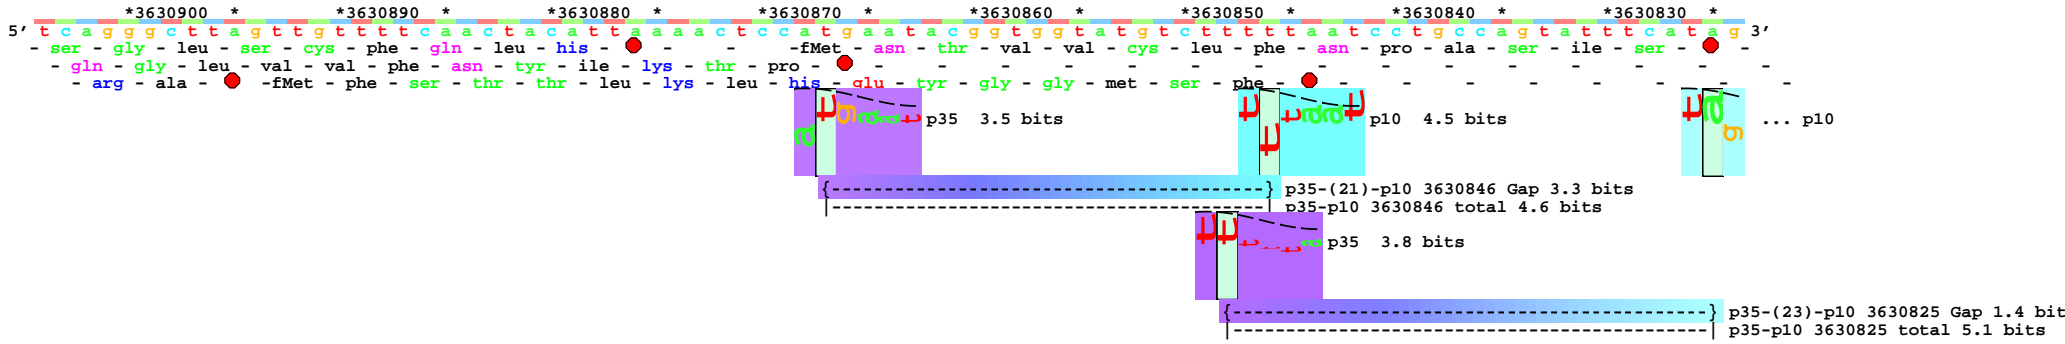 *3630900 * *3630890 * *3630880 * *3630870 * *3630860 * *3630850 * *3630840 * *3630830 *
5' t c a g g g c t t a g t t g t t t t c a a c t a c a t t a a a a c t c c a t g a a t a c g g t g g t a t g t c t t t t t a a t c c t g c c a g t a t t t c a t a g 3'
- ser - gly - leu - ser - cys - phe - gln - leu - his - - - -fMet - asn - thr - val - val - cys - leu - phe - asn - pro - ala - ser - ile - ser - -
- gln - gly - leu - val - val - phe - asn - tyr - ile - lys - thr - pro - - - - - - - - - - - - - - -
- arg - ala - -fMet - phe - ser - thr - thr - leu - lys - leu - his - glu - tyr - gly - gly - met - ser - phe - - - - - - - -
a t g a a t p35 3.5 bits
t t t a a t p10 4.5 bits
t a g ... p10
{--------------------} p35-(21)-p10 3630846 Gap 3.3 bits
|--------------------| p35-p10 3630846 total 4.6 bits
t t t t t a p35 3.8 bits
{----------------------} p35-(23)-p10 3630825 Gap 1.4 bit
|----------------------| p35-p10 3630825 total 5.1 bits